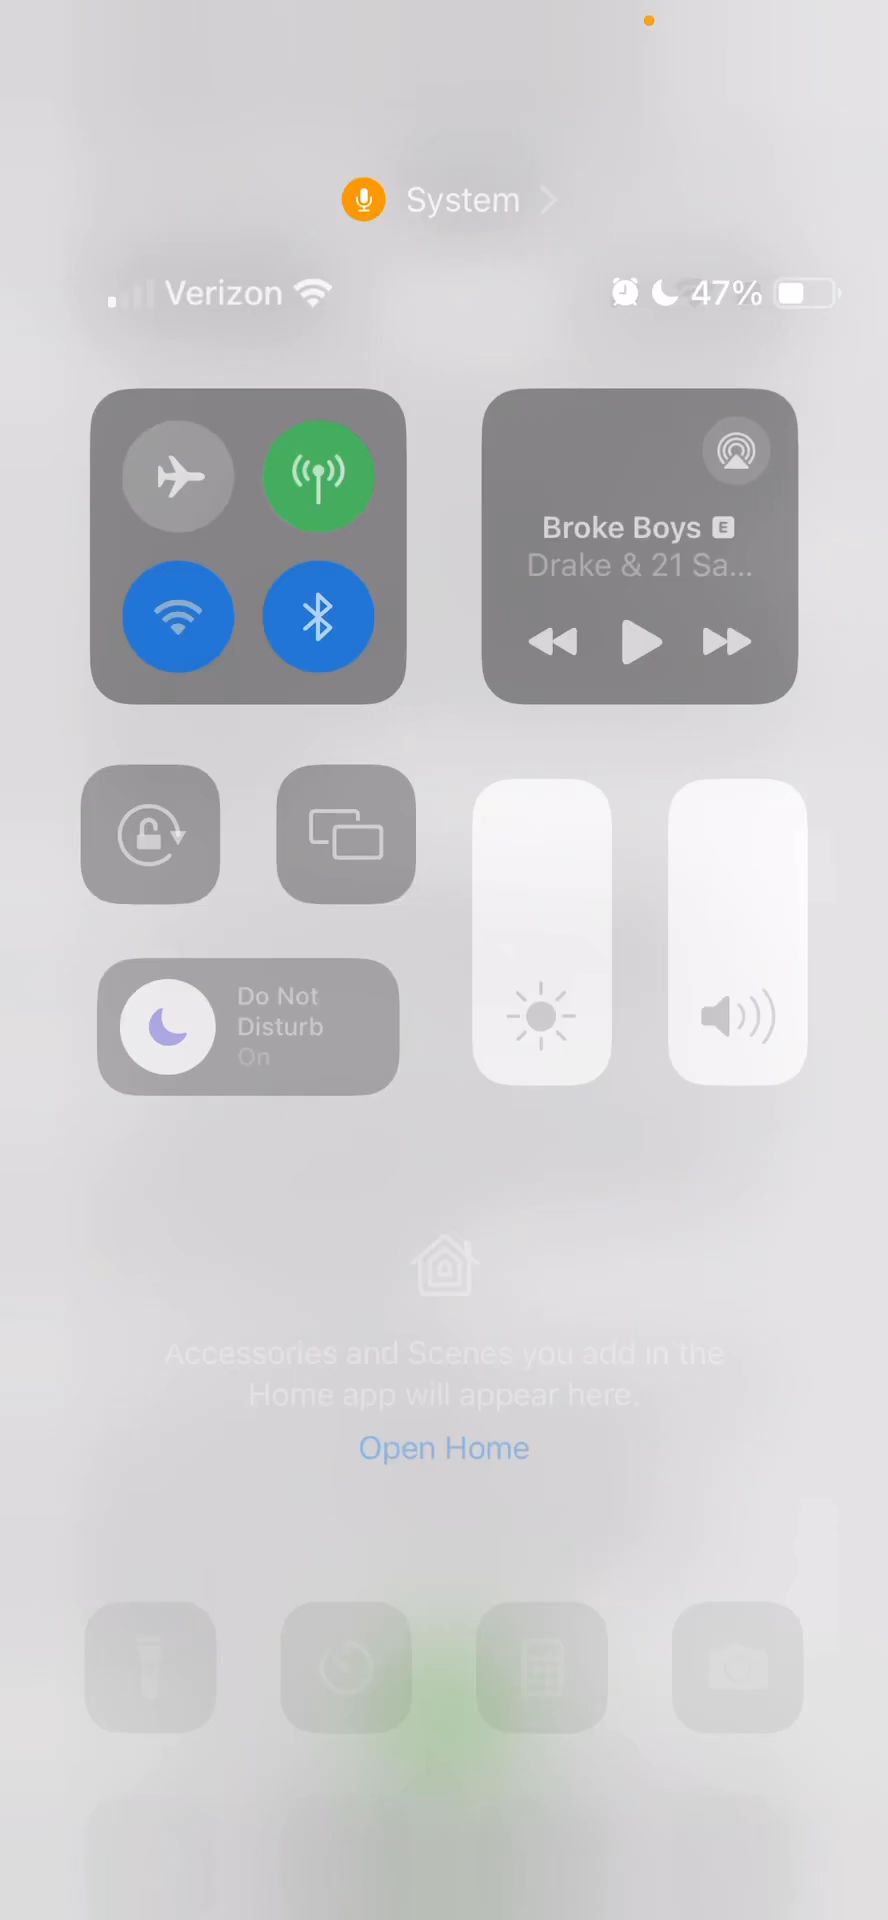 System
Verizon
47%
Broke Boys E
Drake & 21 Sa...
Do Not
Disturb
On
Accessories and Scenes you add in the
Home app will appear here.
Open Home